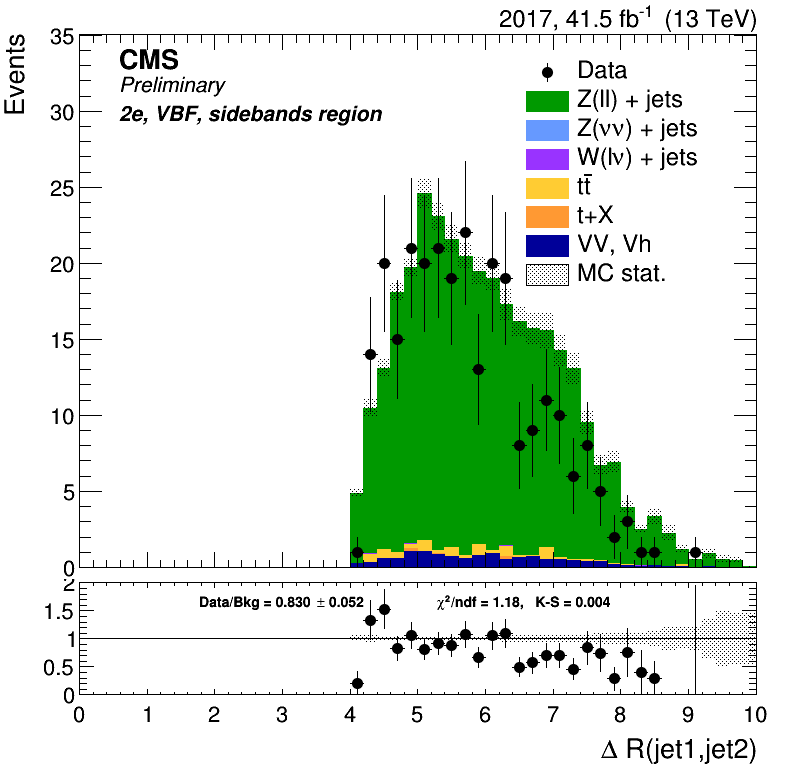 2017, 41.5 fb⁻¹ (13 TeV)
Events
CMS
Preliminary
2e, VBF, sidebands region
Data
Z(ll) + jets
Z(νν) + jets
W(lν) + jets
tt̄
t+X
VV, Vh
MC stat.
35
30
25
20
15
10
5
0
Data/Bkg = 0.830 ± 0.052 χ²/ndf = 1.18, K-S = 0.004
2
1.5
1
0.5
0
0 1 2 3 4 5 6 7 8 9 10
Δ R(jet1,jet2)